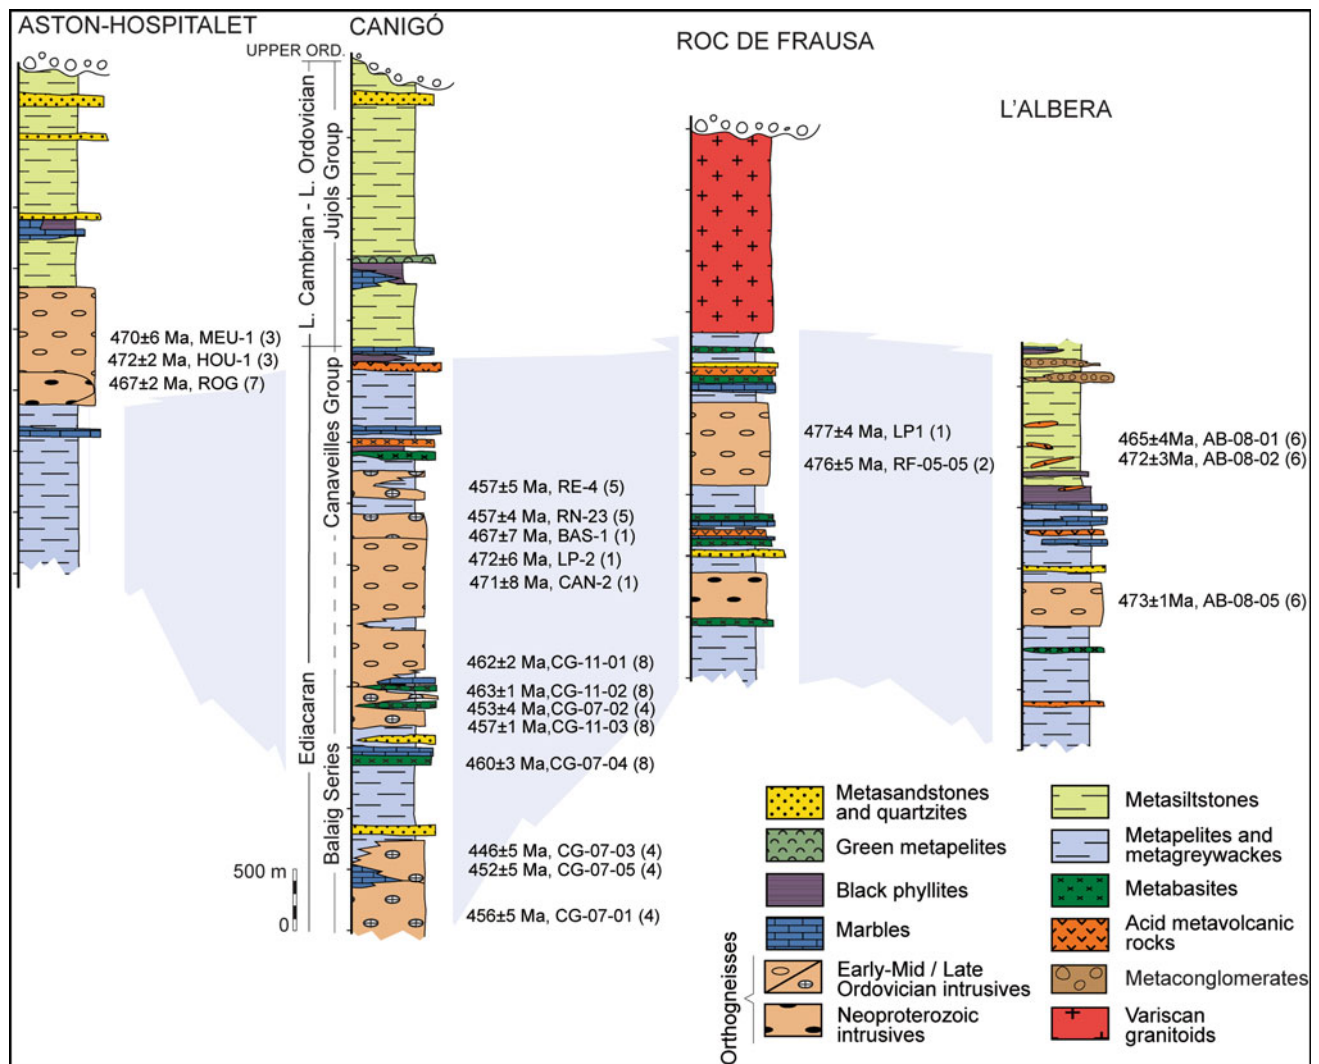 ASTON-HOSPITALET
CANIGÓ
ROC DE FRAUSA
L'ALBERA
UPPER ORD.
L. Cambrian - L. Ordovician
Jujols Group
Ediacaran
Canaveilles Group
Balaig Series
500 m
0
470±6 Ma, MEU-1 (3)
472±2 Ma, HOU-1 (3)
467±2 Ma, ROG (7)
457±5 Ma, RE-4 (5)
457±4 Ma, RN-23 (5)
467±7 Ma, BAS-1 (1)
472±6 Ma, LP-2 (1)
471±8 Ma, CAN-2 (1)
462±2 Ma,CG-11-01 (8)
463±1 Ma,CG-11-02 (8)
453±4 Ma,CG-07-02 (4)
457±1 Ma,CG-11-03 (8)
460±3 Ma,CG-07-04 (8)
446±5 Ma, CG-07-03 (4)
452±5 Ma, CG-07-05 (4)
456±5 Ma, CG-07-01 (4)
477±4 Ma, LP1 (1)
476±5 Ma, RF-05-05 (2)
465±4Ma, AB-08-01 (6)
472±3Ma, AB-08-02 (6)
473±1Ma, AB-08-05 (6)
Metasandstones
and quartzites
Green metapelites
Black phyllites
Marbles
Orthogneisses
Early-Mid / Late
Ordovician intrusives
Neoproterozoic
intrusives
Metasiltstones
Metapelites and
metagreywackes
Metabasites
Acid metavolcanic
rocks
Metaconglomerates
Variscan
granitoids